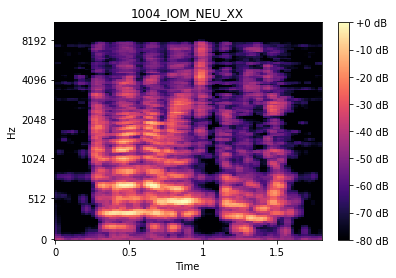 1004_IOM_NEU_XX
8192
4096
2048
1024
512
0
Hz
0
0.5
1
1.5
Time
+0 dB
-10 dB
-20 dB
-30 dB
-40 dB
-50 dB
-60 dB
-70 dB
-80 dB